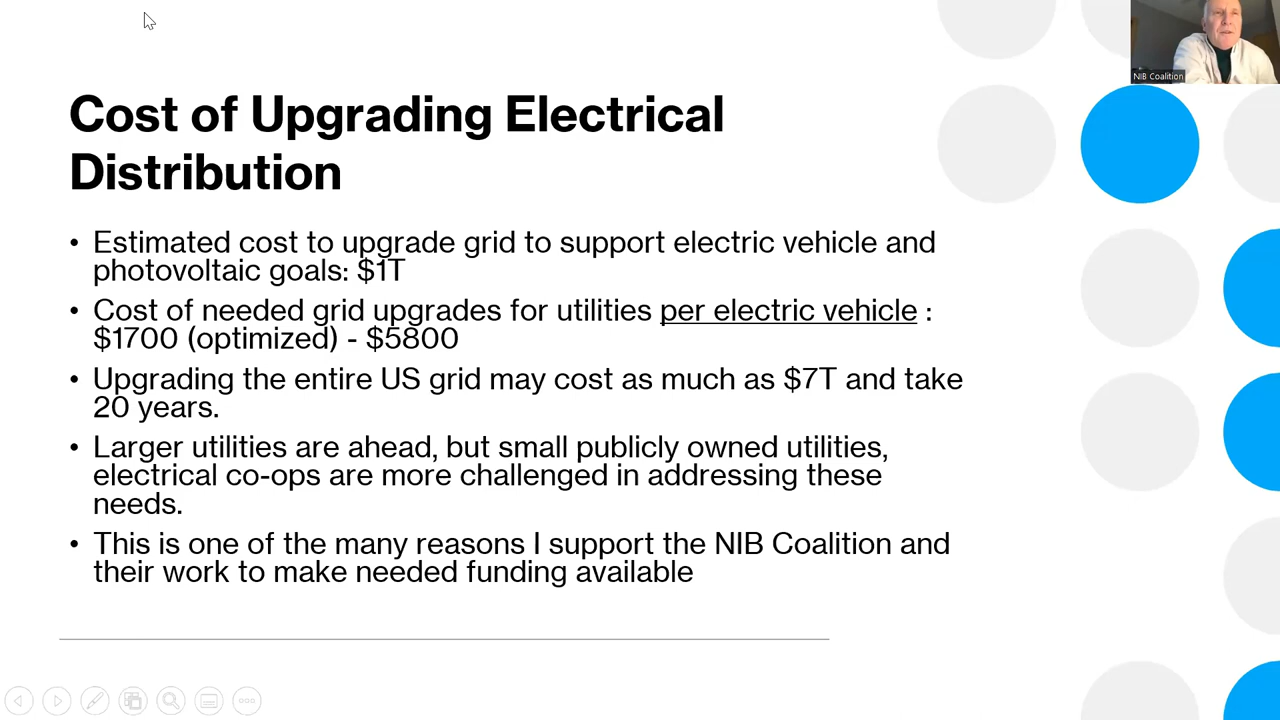 NIB Coalition
Cost of Upgrading Electrical
Distribution
• Estimated cost to upgrade grid to support electric vehicle and
photovoltaic goals: $1T
• Cost of needed grid upgrades for utilities per electric vehicle :
$1700 (optimized) - $5800
• Upgrading the entire US grid may cost as much as $7T and take
20 years.
• Larger utilities are ahead, but small publicly owned utilities,
electrical co-ops are more challenged in addressing these
needs.
• This is one of the many reasons I support the NIB Coalition and
their work to make needed funding available